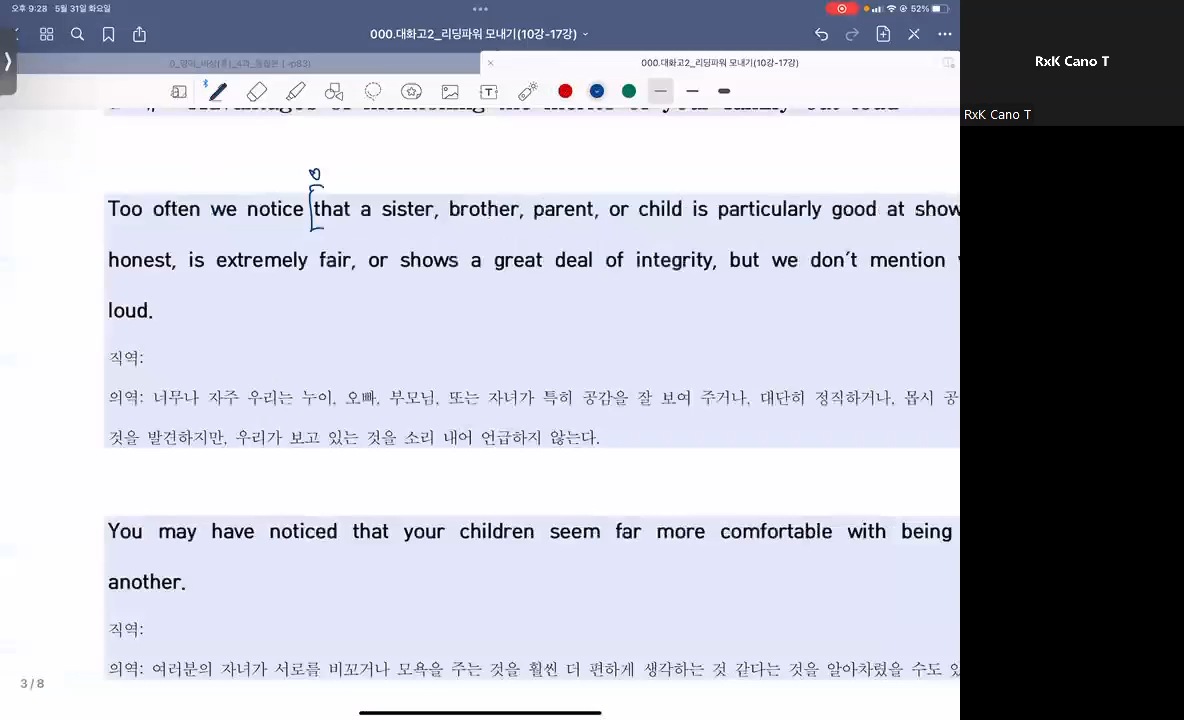 오후 9:28 5월 31일 화요일
52%
000.대화고2_리딩파워 모내기(10강-17강)
000.대화고2_리딩파워 모내기(10강-17강)
RxK Cano T
RxK Cano T
Too often we notice that a sister, brother, parent, or child is particularly good at show
honest, is extremely fair, or shows a great deal of integrity, but we don't mention
loud.
직역:
의역: 너무나 자주 우리는 누이, 오빠, 부모님, 또는 자녀가 특히 공감을 잘 보여 주거나, 대단히 정직하거나, 몹시 공
것을 발견하지만, 우리가 보고 있는 것을 소리 내어 언급하지 않는다.
You may have noticed that your children seem far more comfortable with being
another.
직역:
의역: 여러분의 자녀가 서로를 비꼬거나 모욕을 주는 것을 훨씬 더 편하게 생각하는 것 같다는 것을 알아차렸을 수도 있
3/8